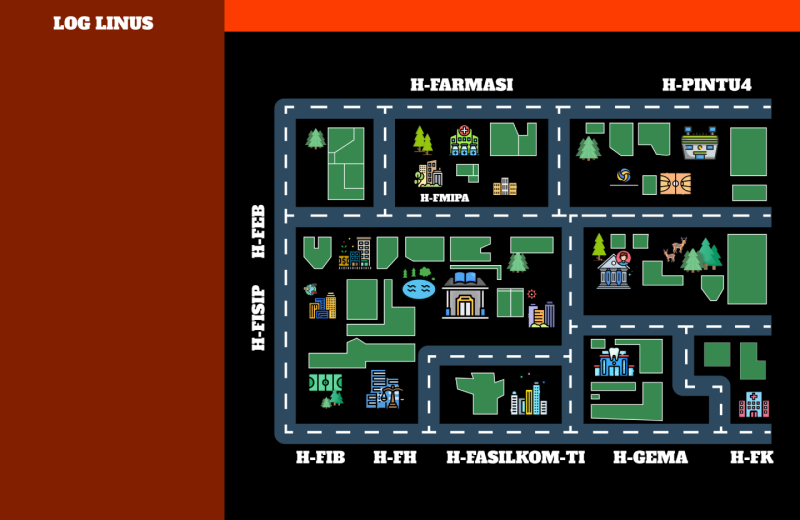 LOG LINUS
H-FARMASI
H-PINTU4
H-FMIPA
H-FEB
H-FISIP
H-FIB
H-FH
H-FASILKOM-TI
H-GEMA
H-FK